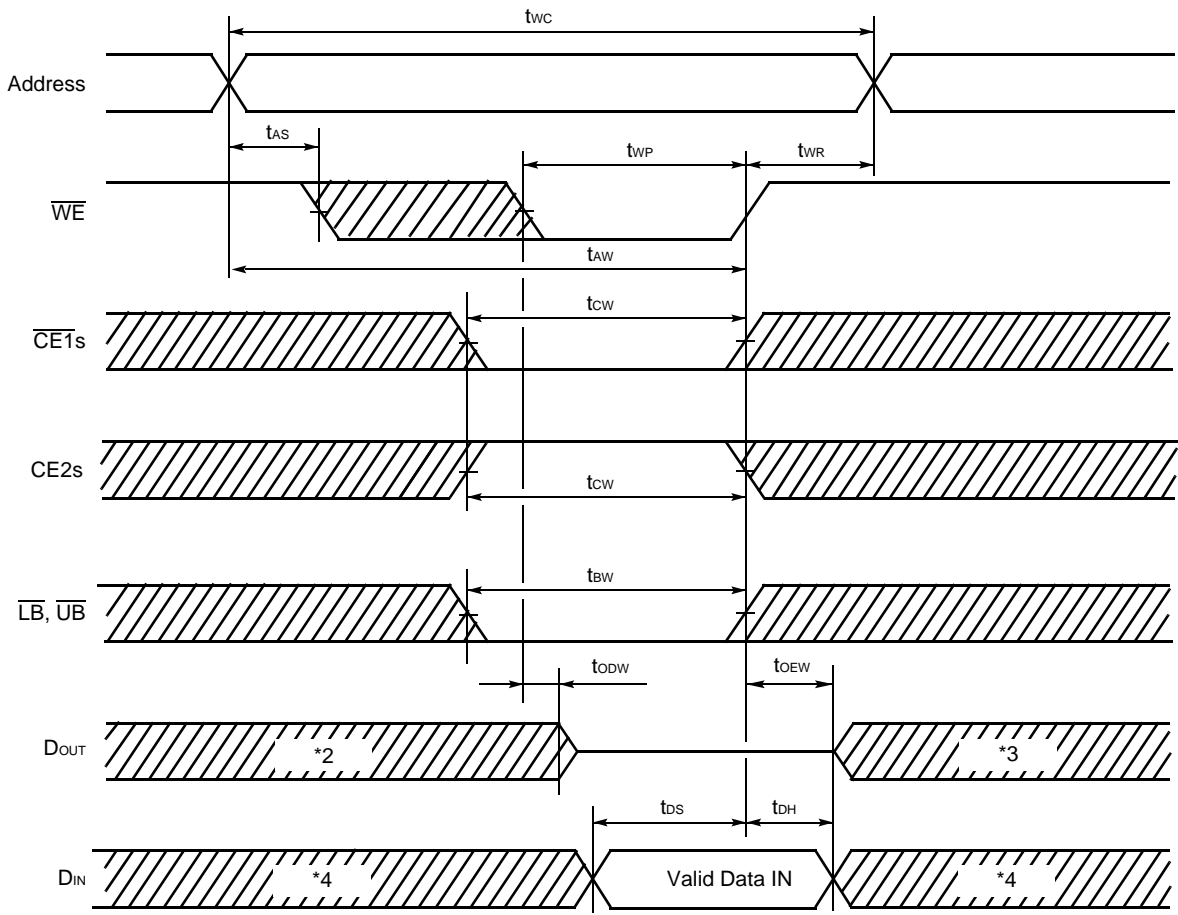 tWC
Address
tAS
tWP
tWR
WE
tAW
tCW
CE1s
CE2s
tCW
tBW
LB, UB
tODW
tOEW
DOUT
*2
*3
tDS
tDH
DIN
*4
Valid Data IN
*4